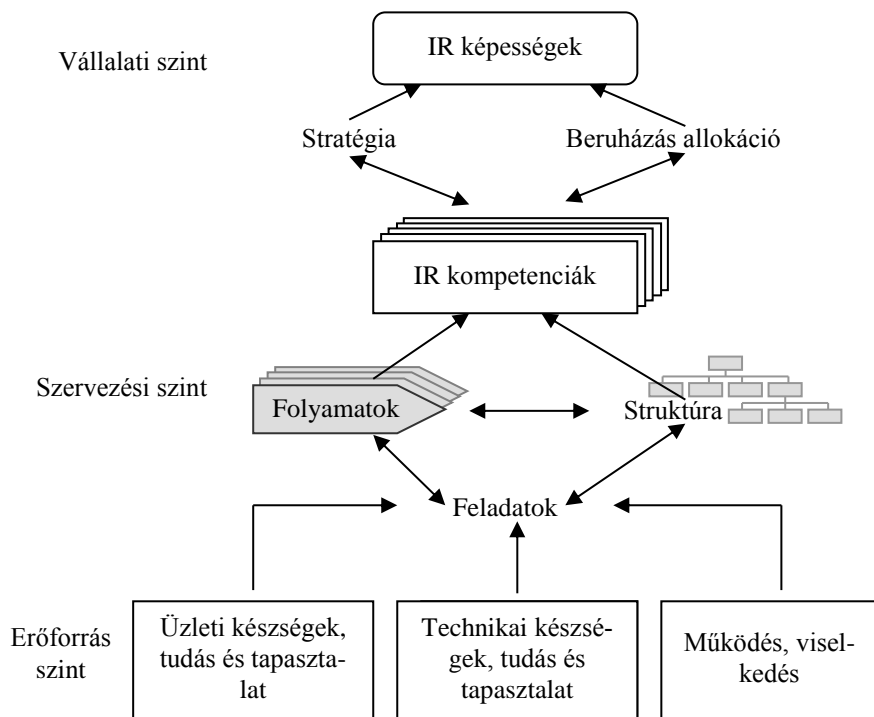 IR képességek
Vállalati szint
Stratégia
Beruházás allokáció
IR kompetenciák
Szervezési szint
Folyamatok
Struktúra
Feladatok
Erőforrás
szint
Üzleti készségek,
tudás és tapaszta-
lat
Technikai készsé-
gek, tudás és
tapasztalat
Működés, visel-
kedés